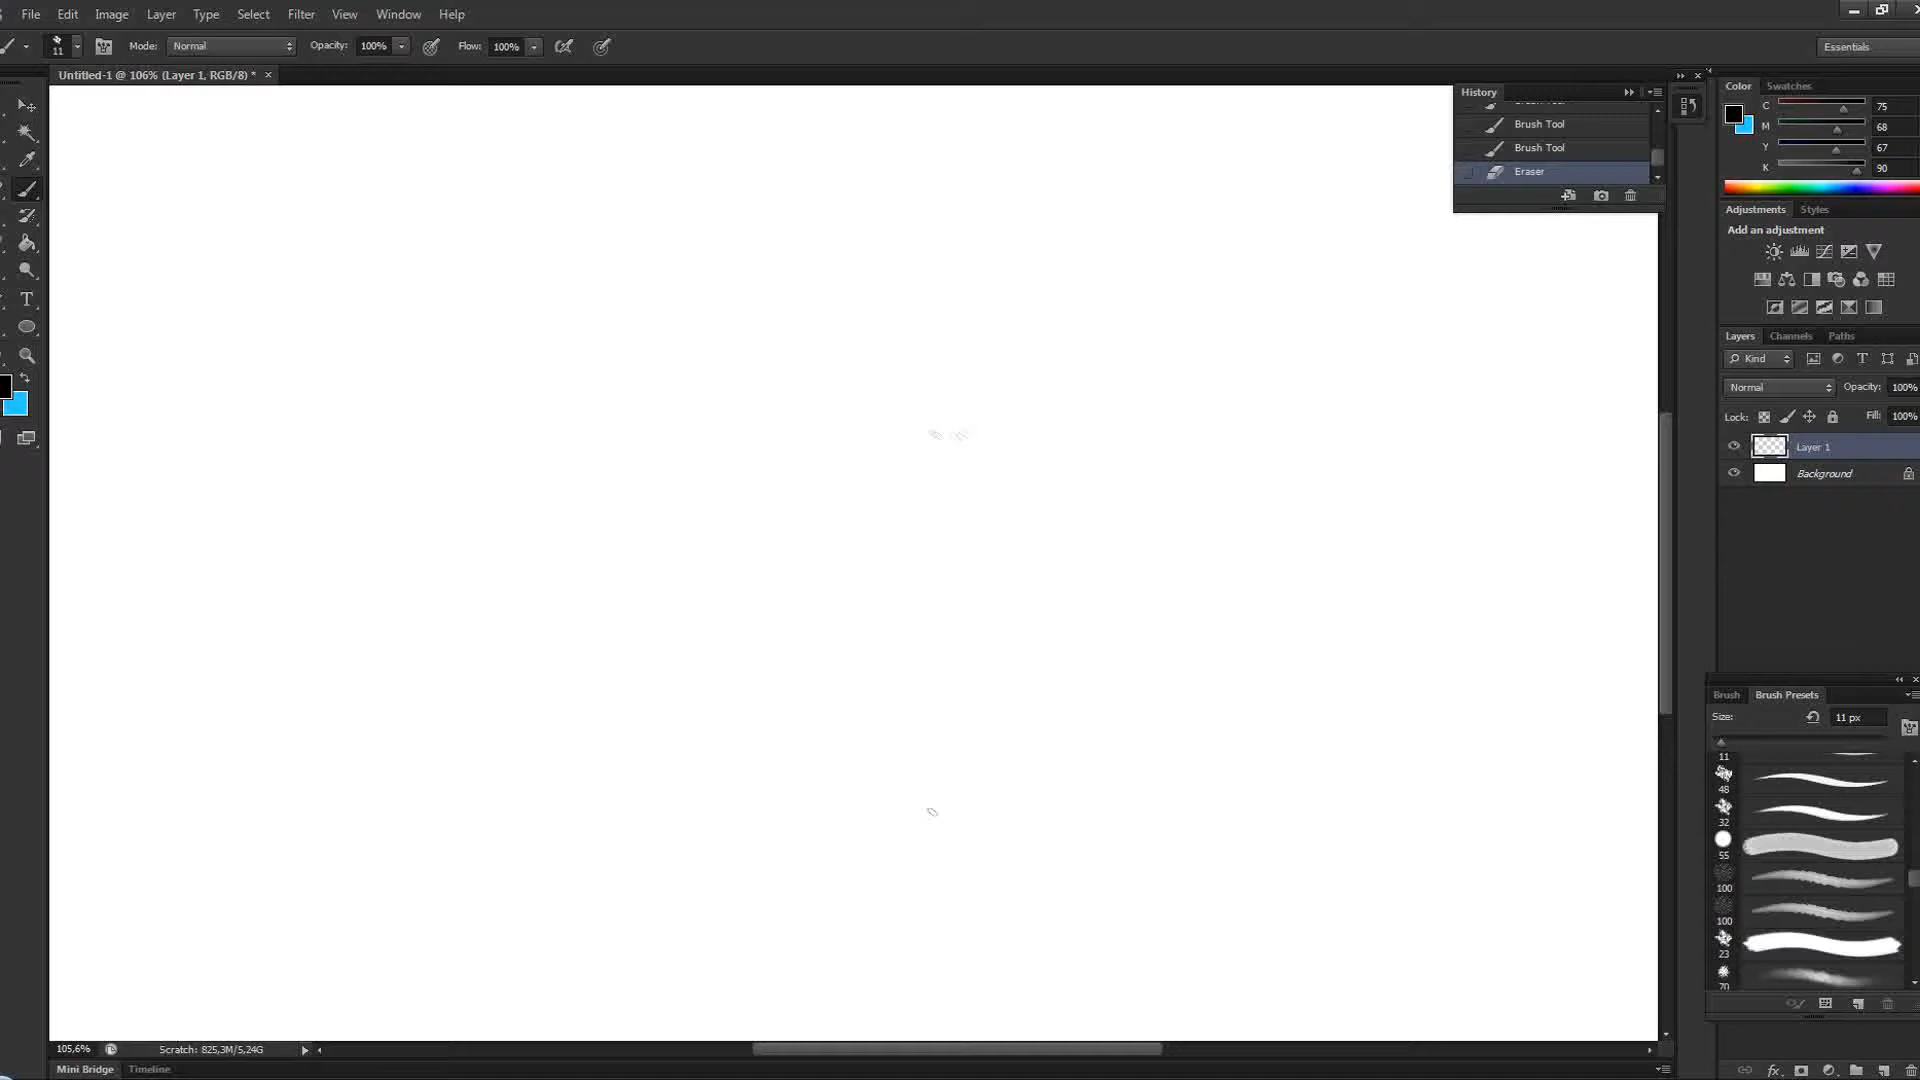 File Edit Image Layer Type Select Filter View Window Help
11 Mode: Normal Opacity: 100% Flow: 100% Essentials
Untitled-1 @ 106% (Layer 1, RGB/8) * ×
History
Brush Tool
Brush Tool
Eraser
Color Swatches
C 75
M 68
Y 67
K 90
Adjustments Styles
Add an adjustment
Layers Channels Paths
Kind
Normal Opacity: 100%
Lock: Fill: 100%
Layer 1
Background
Brush Brush Presets
Size: 11 px
11
48
32
55
100
100
23
70
T
105,6% Scratch: 825,3M/5,24G
Mini Bridge Timeline
fx